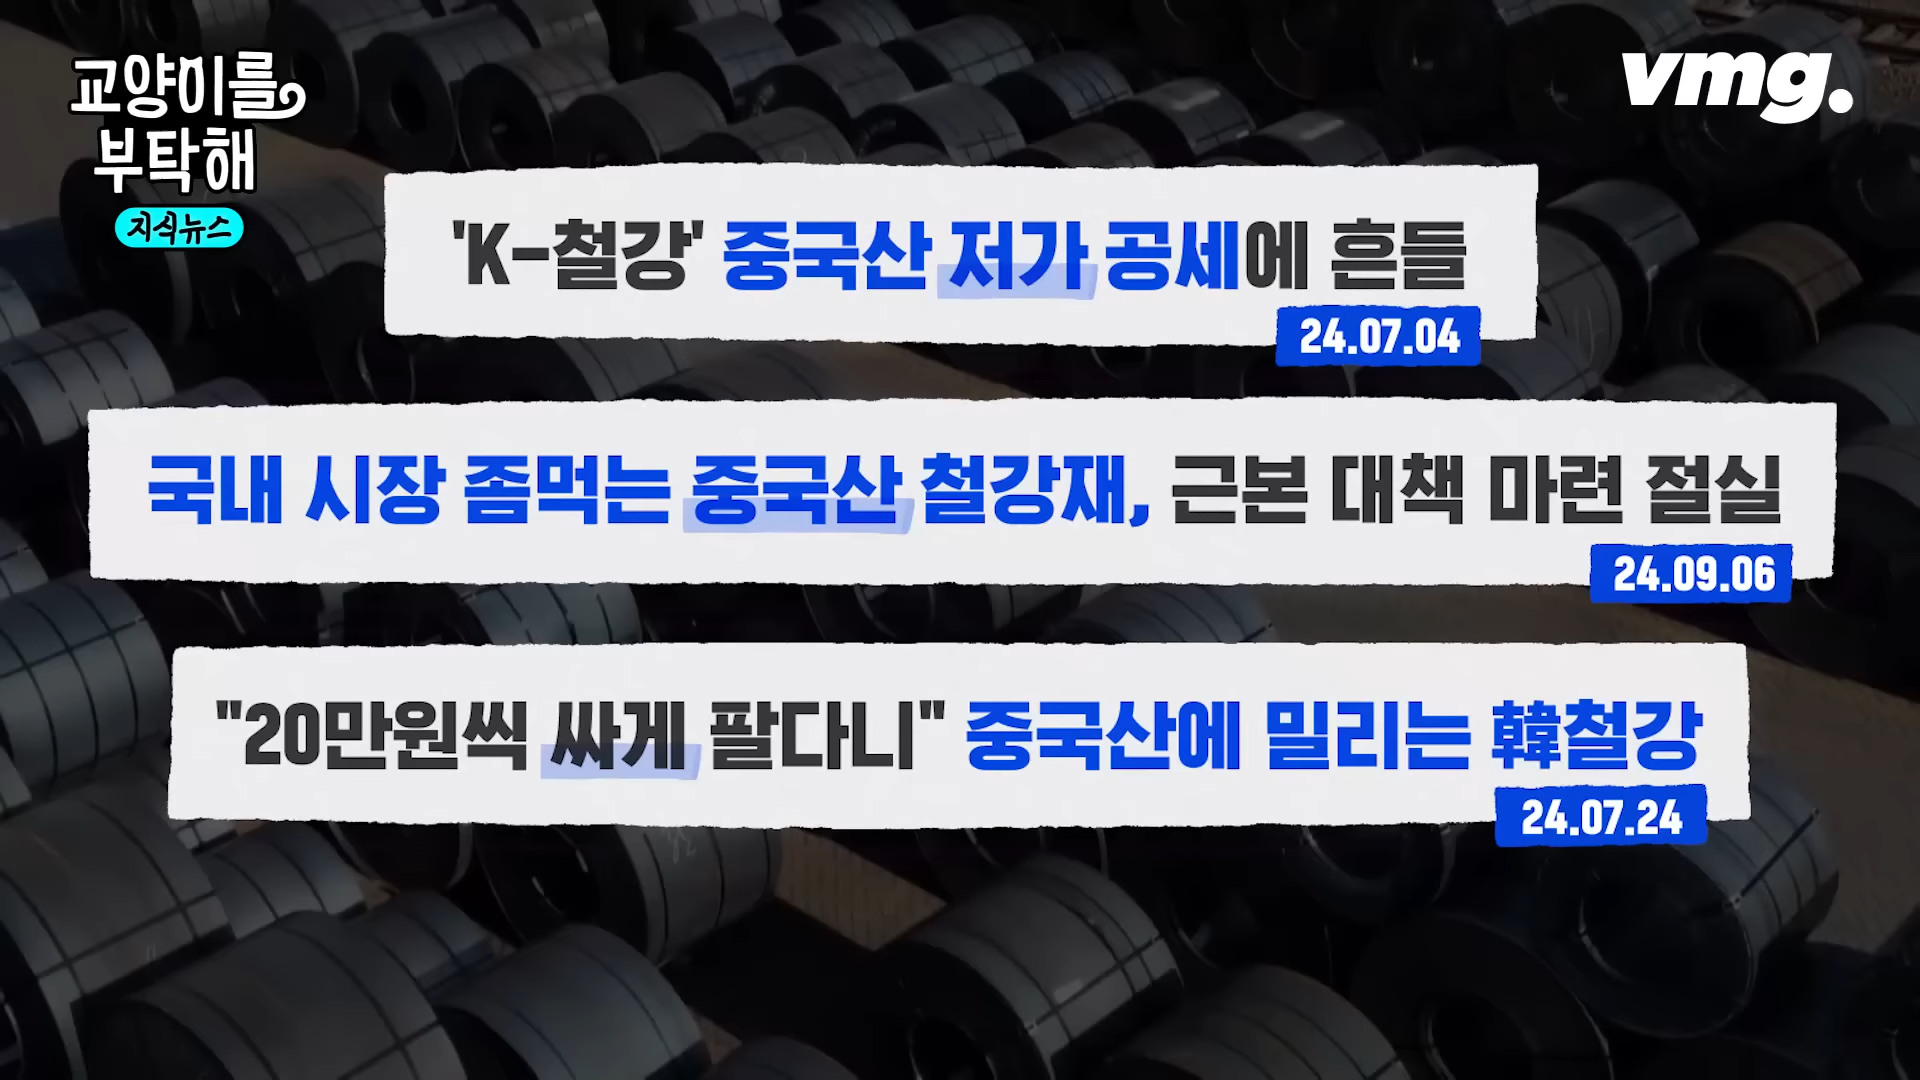 교양이를
부탁해
지식뉴스
vmg.
'K-철강' 중국산 저가 공세에 흔들
24.07.04
국내 시장 좀먹는 중국산 철강재, 근본 대책 마련 절실
24.09.06
"20만원씩 싸게 팔다니" 중국산에 밀리는 韓철강
24.07.24